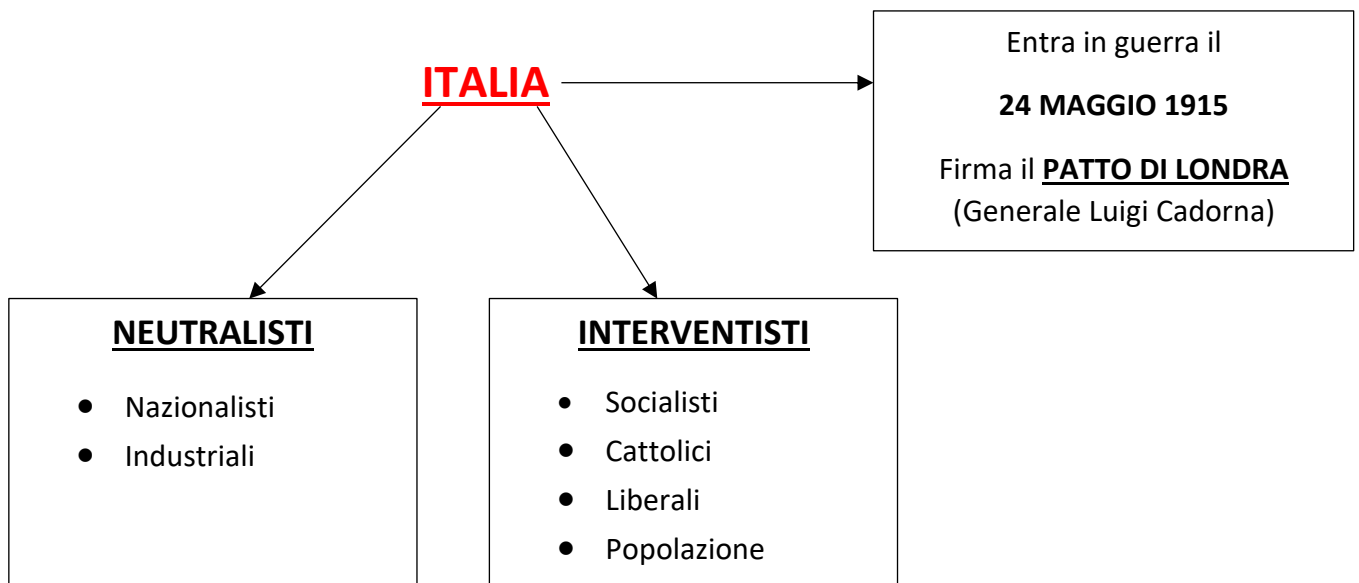 ITALIA
Entra in guerra il
24 MAGGIO 1915
Firma il PATTO DI LONDRA
(Generale Luigi Cadorna)
NEUTRALISTI
● Nazionalisti
● Industriali
INTERVENTISTI
● Socialisti
● Cattolici
● Liberali
● Popolazione